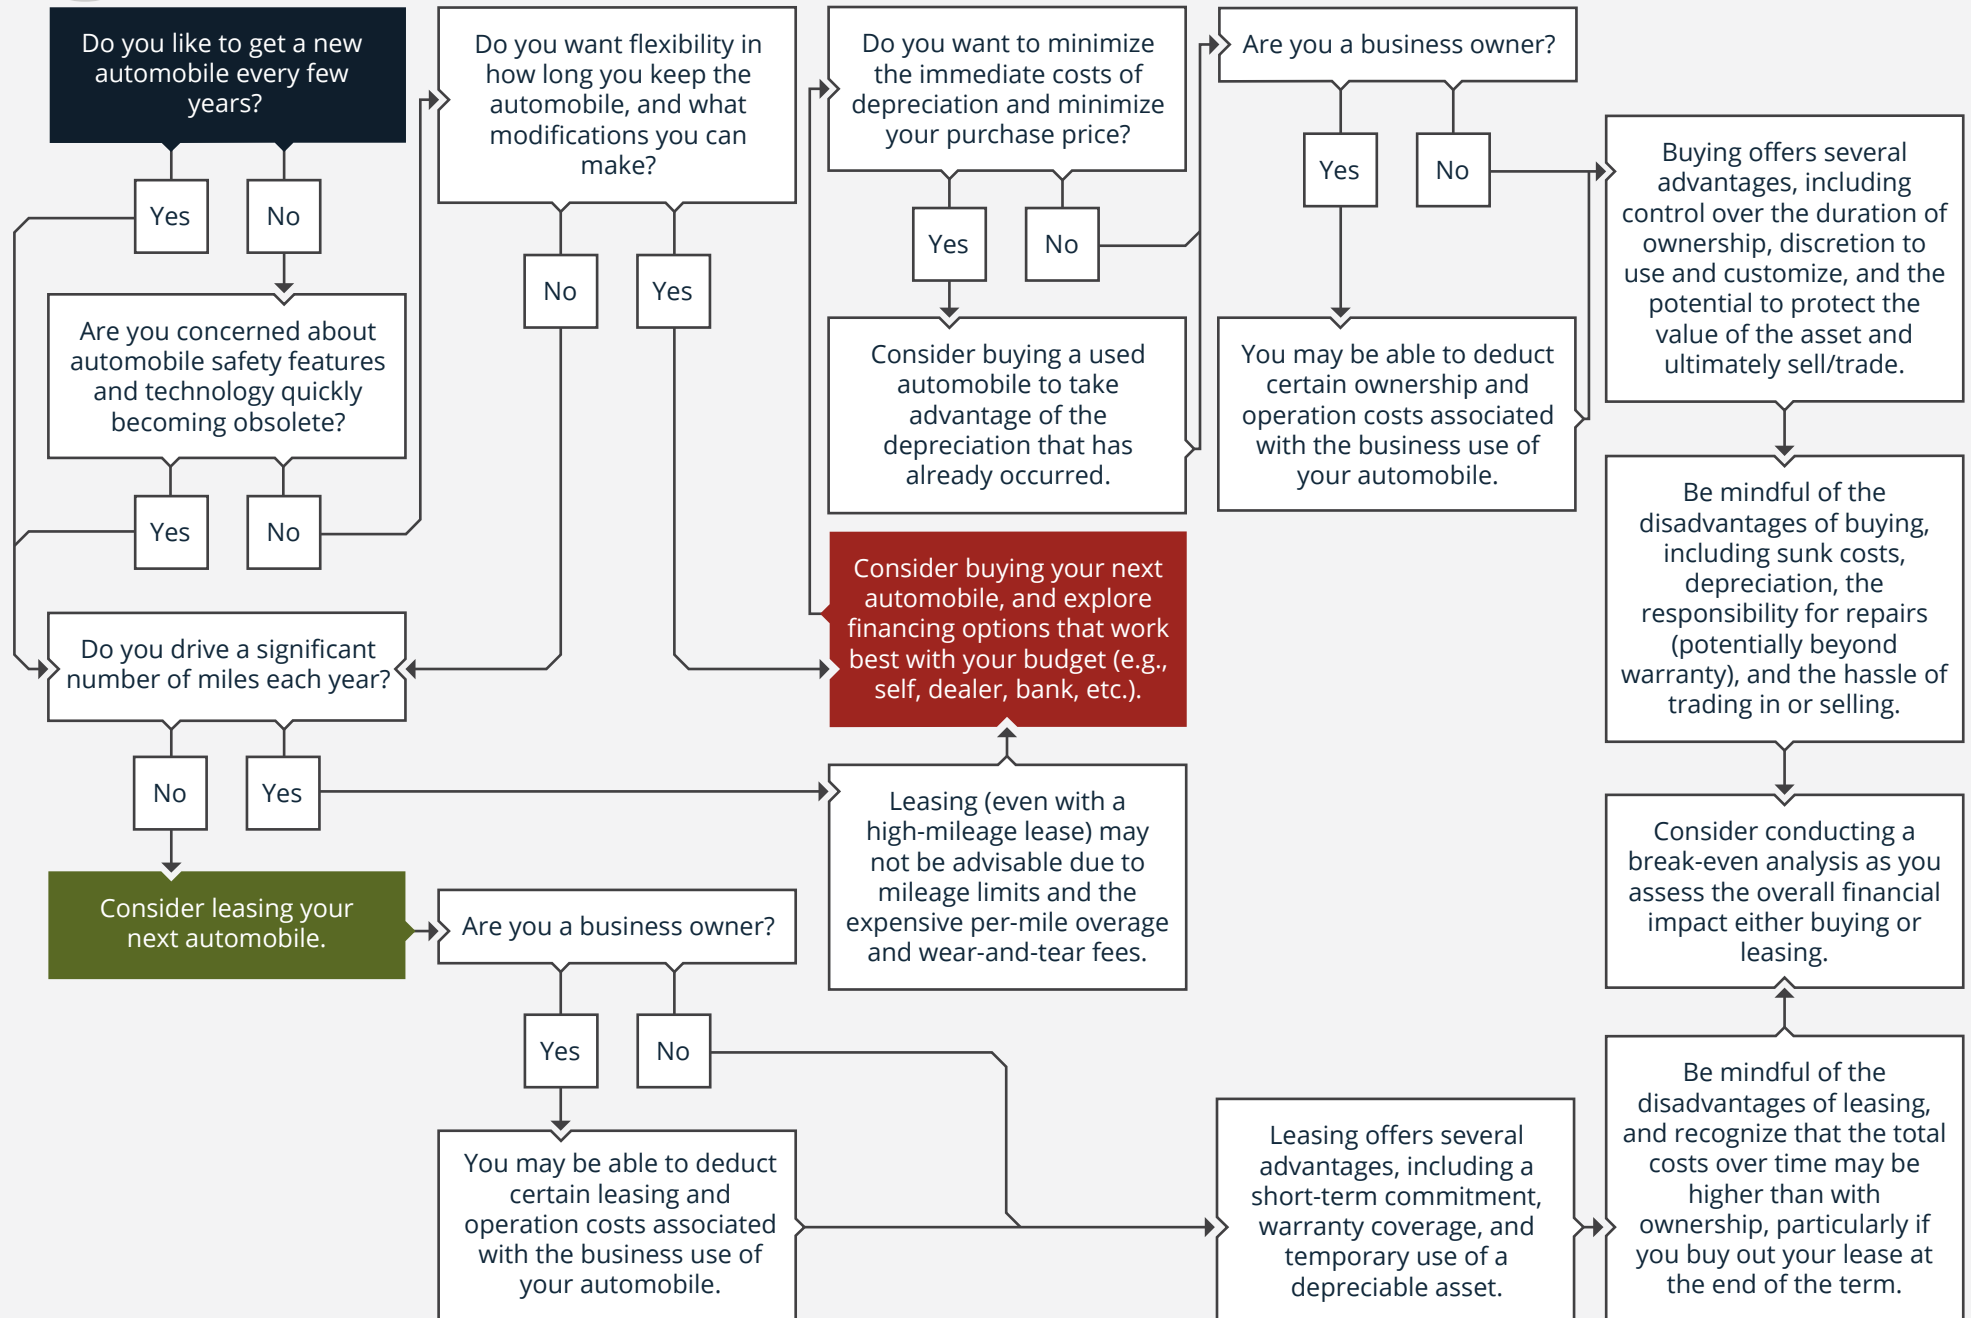 Do you like to get a new
automobile every few
years?
Yes
No
Are you concerned about
automobile safety features
and technology quickly
becoming obsolete?
Yes
No
Do you drive a significant
number of miles each year?
No
Yes
Consider leasing your
next automobile.
Do you want flexibility in
how long you keep the
automobile, and what
modifications you can
make?
No
Yes
Are you a business owner?
Yes
No
You may be able to deduct
certain leasing and
operation costs associated
with the business use of
your automobile.
Do you want to minimize
the immediate costs of
depreciation and minimize
your purchase price?
Yes
No
Consider buying a used
automobile to take
advantage of the
depreciation that has
already occurred.
Consider buying your next
automobile, and explore
financing options that work
best with your budget (e.g.,
self, dealer, bank, etc.).
Leasing (even with a
high-mileage lease) may
not be advisable due to
mileage limits and the
expensive per-mile overage
and wear-and-tear fees.
Are you a business owner?
Yes
No
You may be able to deduct
certain ownership and
operation costs associated
with the business use of
your automobile.
Leasing offers several
advantages, including a
short-term commitment,
warranty coverage, and
temporary use of a
depreciable asset.
Buying offers several
advantages, including
control over the duration of
ownership, discretion to
use and customize, and the
potential to protect the
value of the asset and
ultimately sell/trade.
Be mindful of the
disadvantages of buying,
including sunk costs,
depreciation, the
responsibility for repairs
(potentially beyond
warranty), and the hassle of
trading in or selling.
Consider conducting a
break-even analysis as you
assess the overall financial
impact either buying or
leasing.
Be mindful of the
disadvantages of leasing,
and recognize that the total
costs over time may be
higher than with
ownership, particularly if
you buy out your lease at
the end of the term.